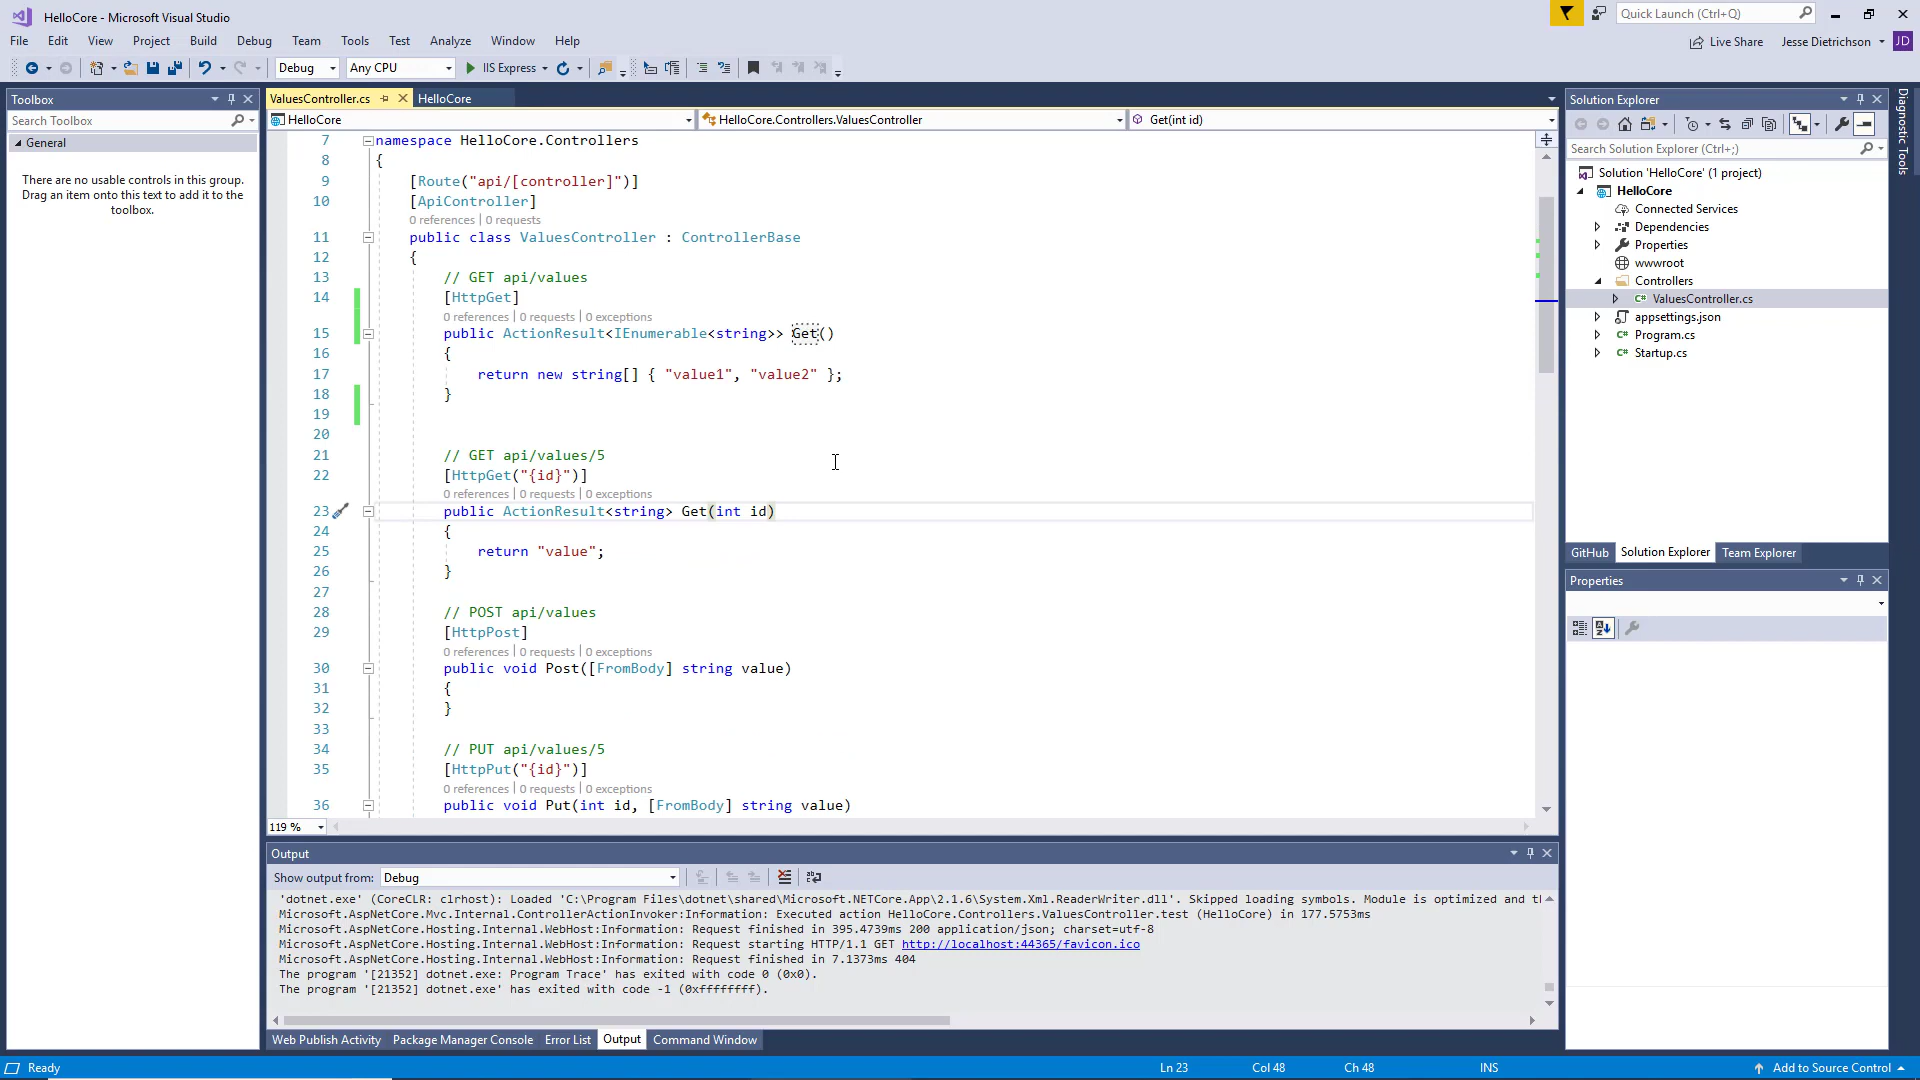 HelloCore - Microsoft Visual Studio
Quick Launch (Ctrl+Q)
File Edit View Project Build Debug Team Tools Test Analyze Window Help
Live Share
Jesse Dietrichson
JD
Debug
Any CPU
IIS Express
Toolbox
Search Toolbox
General
There are no usable controls in this group.
Drag an item onto this text to add it to the
toolbox.
ValuesController.cs
HelloCore
HelloCore
HelloCore.Controllers.ValuesController
Get(int id)
7 namespace HelloCore.Controllers
8 {
9 [Route("api/[controller]")]
10 [ApiController]
0 references | 0 requests
11 public class ValuesController : ControllerBase
12 {
13 // GET api/values
14 [HttpGet]
0 references | 0 requests | 0 exceptions
15 public ActionResult<IEnumerable<string>> Get()
16 {
17 return new string[] { "value1", "value2" };
18 }
19
20
21 // GET api/values/5
22 [HttpGet("{id}")]
0 references | 0 requests | 0 exceptions
23 public ActionResult<string> Get(int id)
24 {
25 return "value";
26 }
27
28 // POST api/values
29 [HttpPost]
0 references | 0 requests | 0 exceptions
30 public void Post([FromBody] string value)
31 {
32 }
33
34 // PUT api/values/5
35 [HttpPut("{id}")]
0 references | 0 requests | 0 exceptions
36 public void Put(int id, [FromBody] string value)
119 %
Output
Show output from: Debug
'dotnet.exe' (CoreCLR: clrhost): Loaded 'C:\Program Files\dotnet\shared\Microsoft.NETCore.App\2.1.6\System.Xml.ReaderWriter.dll'. Skipped loading symbols. Module is optimized and th
Microsoft.AspNetCore.Mvc.Internal.ControllerActionInvoker:Information: Executed action HelloCore.Controllers.ValuesController.test (HelloCore) in 177.5753ms
Microsoft.AspNetCore.Hosting.Internal.WebHost:Information: Request finished in 395.4739ms 200 application/json; charset=utf-8
Microsoft.AspNetCore.Hosting.Internal.WebHost:Information: Request starting HTTP/1.1 GET http://localhost:44365/favicon.ico
Microsoft.AspNetCore.Hosting.Internal.WebHost:Information: Request finished in 7.1373ms 404
The program '[21352] dotnet.exe: Program Trace' has exited with code 0 (0x0).
The program '[21352] dotnet.exe' has exited with code -1 (0xffffffff).
Web Publish Activity Package Manager Console Error List Output Command Window
Solution Explorer
Search Solution Explorer (Ctrl+;)
Solution 'HelloCore' (1 project)
HelloCore
Connected Services
Dependencies
Properties
wwwroot
Controllers
C# ValuesController.cs
appsettings.json
C# Program.cs
C# Startup.cs
GitHub Solution Explorer Team Explorer
Properties
Diagnostic Tools
Ready
Ln 23
Col 48
Ch 48
INS
Add to Source Control